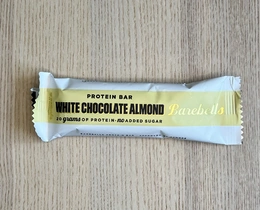 PROTEIN BAR
WHITE CHOCOLATE ALMOND Barebells
20 grams OF PROTEIN - no ADDED SUGAR